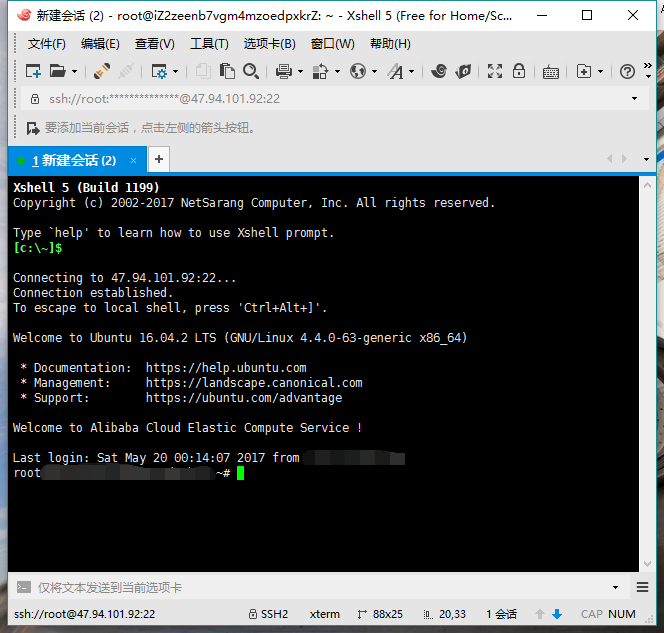 新建会话 (2) - root@iZ2zeenb7vgm4mzoedpxkrZ: ~ - Xshell 5 (Free for Home/Sc...
文件(F) 编辑(E) 查看(V) 工具(T) 选项卡(B) 窗口(W) 帮助(H)
ssh://root:**************@47.94.101.92:22
要添加当前会话，点击左侧的箭头按钮。
1 新建会话 (2) × +
Xshell 5 (Build 1199)
Copyright (c) 2002-2017 NetSarang Computer, Inc. All rights reserved.
Type `help' to learn how to use Xshell prompt.
[c:\~]$
Connecting to 47.94.101.92:22...
Connection established.
To escape to local shell, press 'Ctrl+Alt+]'.
Welcome to Ubuntu 16.04.2 LTS (GNU/Linux 4.4.0-63-generic x86_64)
* Documentation:  https://help.ubuntu.com
* Management:     https://landscape.canonical.com
* Support:        https://ubuntu.com/advantage
Welcome to Alibaba Cloud Elastic Compute Service !
Last login: Sat May 20 00:14:07 2017 from
root ~#
仅将文本发送到当前选项卡
ssh://root@47.94.101.92:22 SSH2 xterm 88x25 20,33 1 会话 CAP NUM